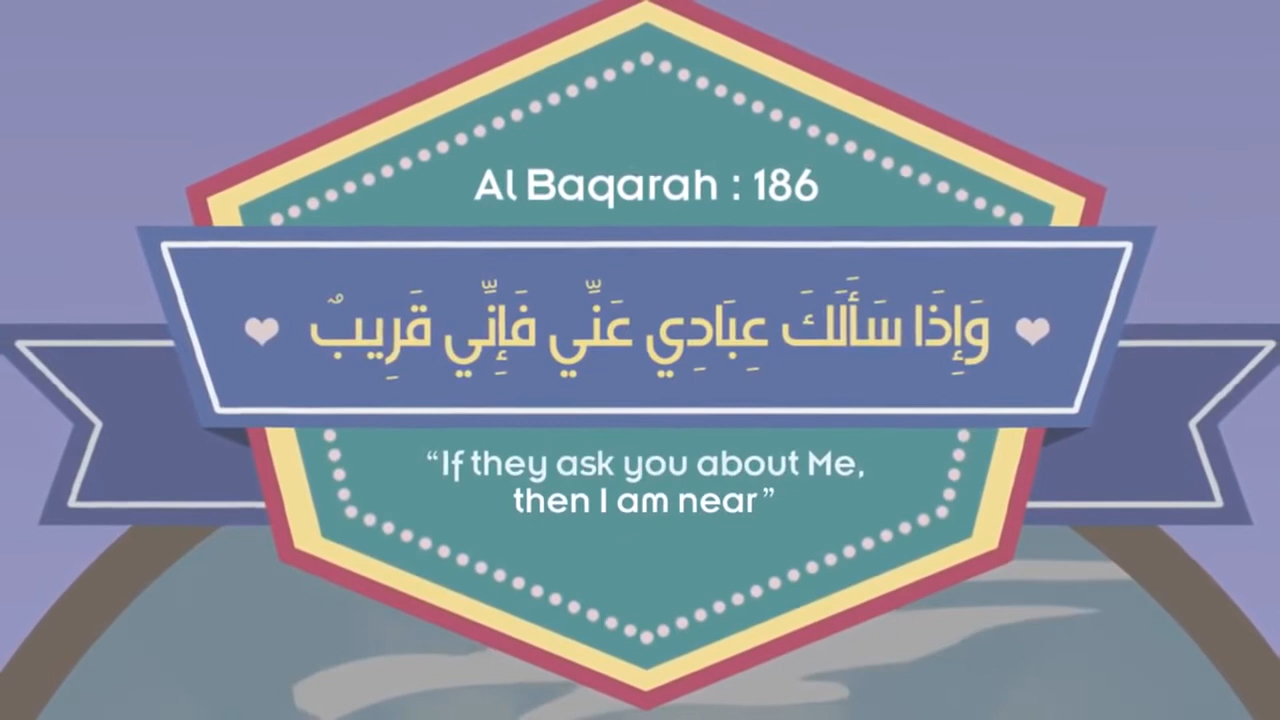 Al Baqarah : 186
وَإِذَا سَأَلَكَ عِبَادِي عَنِّي فَإِنِّي قَرِيبٌ
“If they ask you about Me,
then I am near”